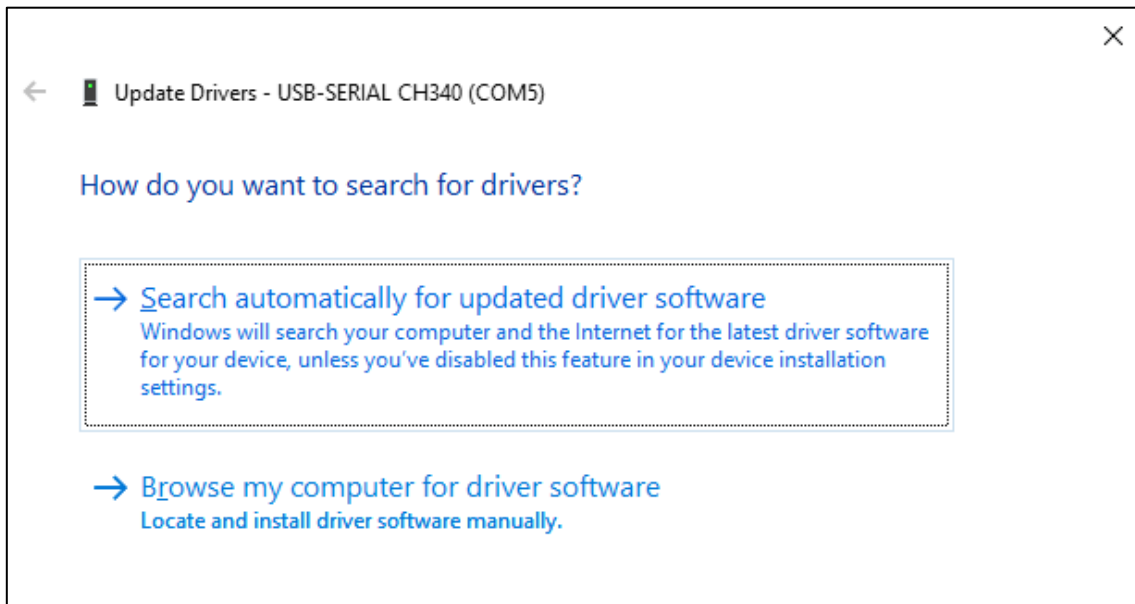 Update Drivers - USB-SERIAL CH340 (COM5)
How do you want to search for drivers?
Search automatically for updated driver software
Windows will search your computer and the Internet for the latest driver software
for your device, unless you've disabled this feature in your device installation
settings.
Browse my computer for driver software
Locate and install driver software manually.